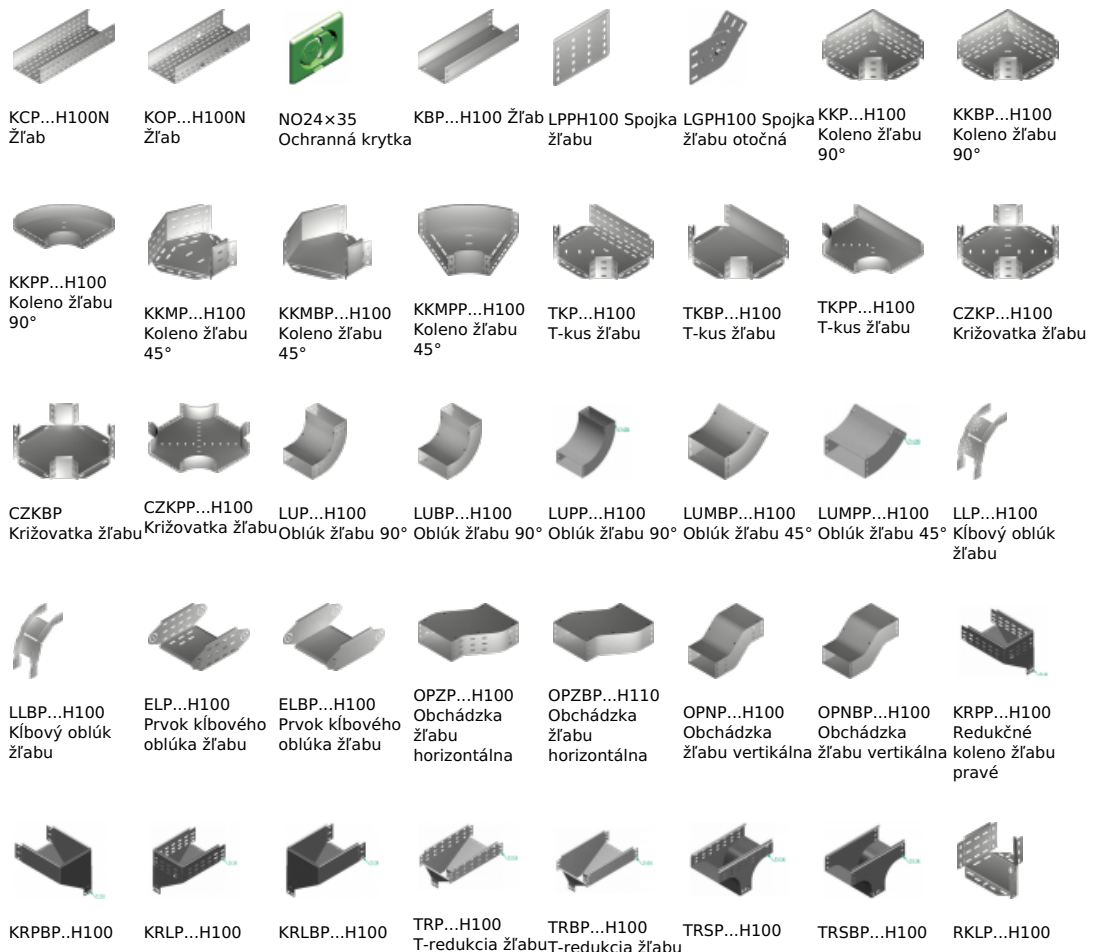 KCP...H100N
Žľab
KOP...H100N
Žľab
NO24×35
Ochranná krytka
KBP...H100 Žľab
LPPH100 Spojka
žľabu
LGPH100 Spojka
žľabu otočná
KKP...H100
Koleno žľabu
90°
KKBP...H100
Koleno žľabu
90°
KKPP...H100
Koleno žľabu
90°
KKMP...H100
Koleno žľabu
45°
KKMBP...H100
Koleno žľabu
45°
KKMPP...H100
Koleno žľabu
45°
TKP...H100
T-kus žľabu
TKBP...H100
T-kus žľabu
TKPP...H100
T-kus žľabu
CZKP...H100
Križovatka žľabu
CZKBP
Križovatka žľabu
CZKPP...H100
Križovatka žľabu
LUP...H100
Oblúk žľabu 90°
LUBP...H100
Oblúk žľabu 90°
LUPP...H100
Oblúk žľabu 90°
LUMBP...H100
Oblúk žľabu 45°
LUMPP...H100
Oblúk žľabu 45°
LLP...H100
Kĺbový oblúk
žľabu
LLBP...H100
Kĺbový oblúk
žľabu
ELP...H100
Prvok kĺbového
oblúka žľabu
ELBP...H100
Prvok kĺbového
oblúka žľabu
OPZP...H100
Obchádzka
žľabu
horizontálna
OPZBP...H110
Obchádzka
žľabu
horizontálna
OPNP...H100
Obchádzka
žľabu vertikálna
OPNBP...H100
Obchádzka
žľabu vertikálna
KRPP...H100
Redukčné
koleno žľabu
pravé
KRPBP..H100
KRLP...H100
KRLBP...H100
TRP...H100
T-redukcia žľabu
TRBP...H100
T-redukcia žľabu
TRSP...H100
TRSBP...H100
RKLP...H100